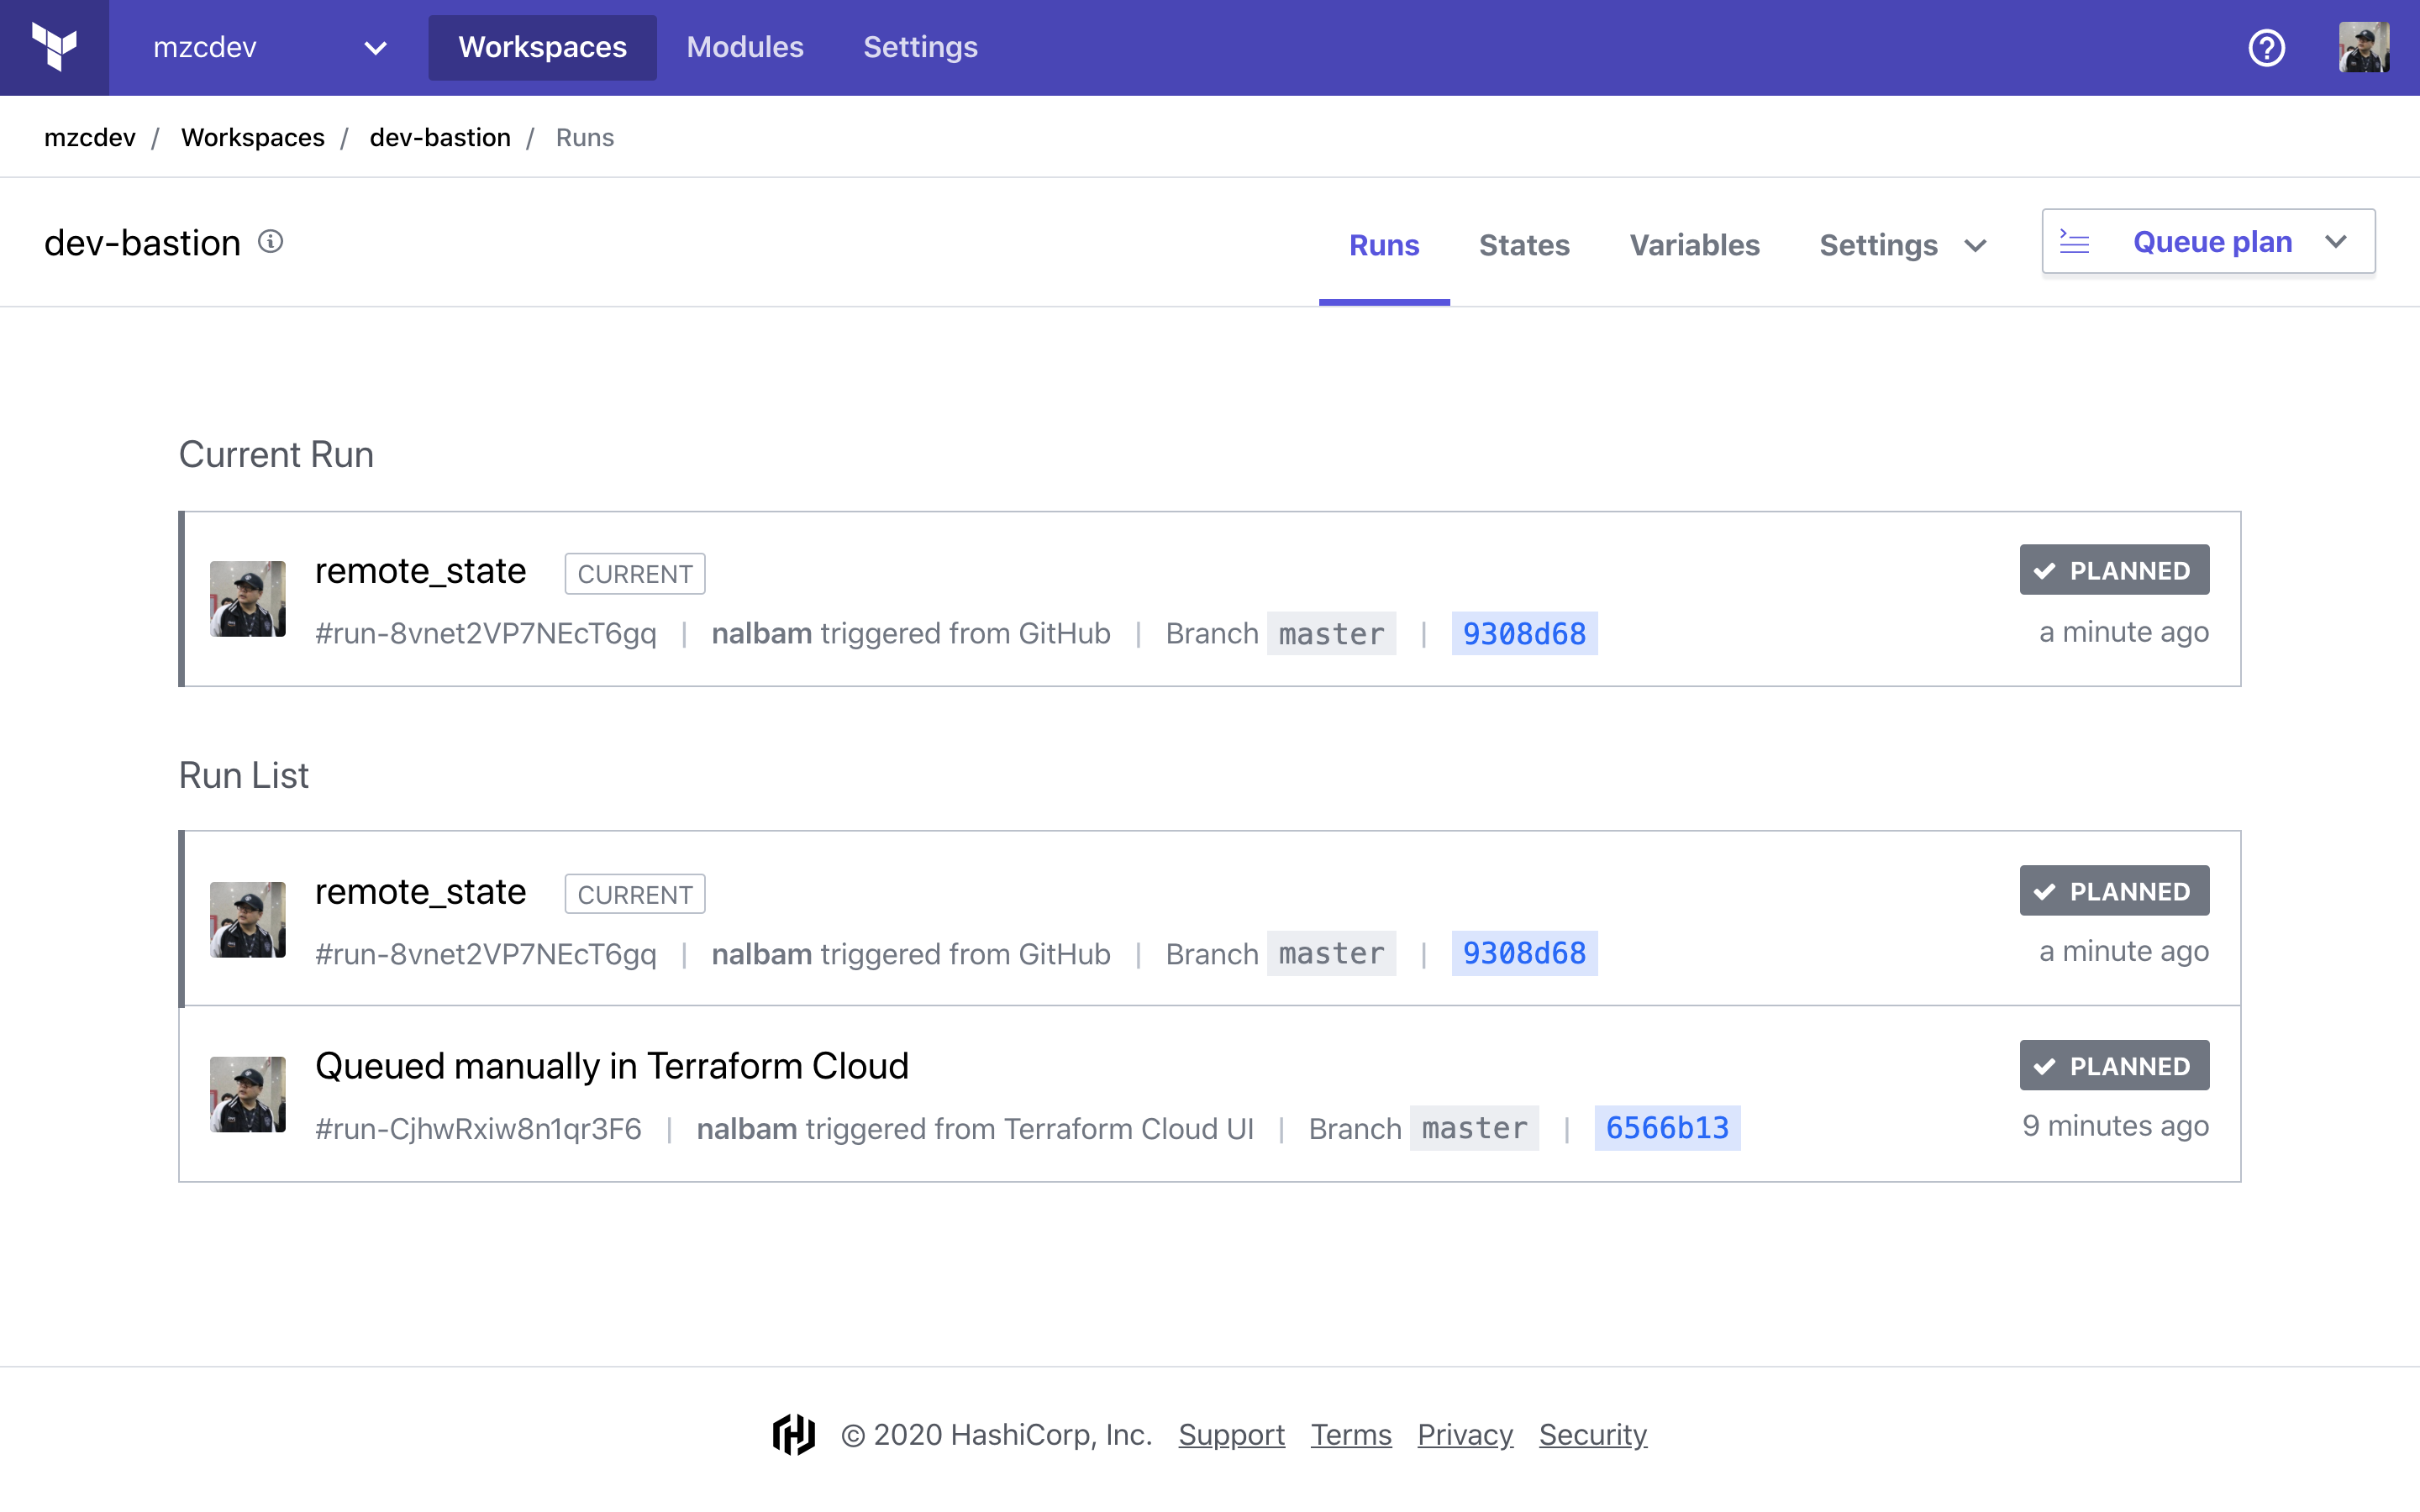 mzcdev Workspaces Modules Settings
mzcdev / Workspaces / dev-bastion / Runs
dev-bastion Runs States Variables Settings Queue plan
Current Run
remote_state CURRENT PLANNED
#run-8vnet2VP7NEcT6gq | nalbam triggered from GitHub | Branch master | 9308d68 a minute ago
Run List
remote_state CURRENT PLANNED
#run-8vnet2VP7NEcT6gq | nalbam triggered from GitHub | Branch master | 9308d68 a minute ago
Queued manually in Terraform Cloud PLANNED
#run-CjhwRxiw8n1qr3F6 | nalbam triggered from Terraform Cloud UI | Branch master | 6566b13 9 minutes ago
© 2020 HashiCorp, Inc. Support Terms Privacy Security